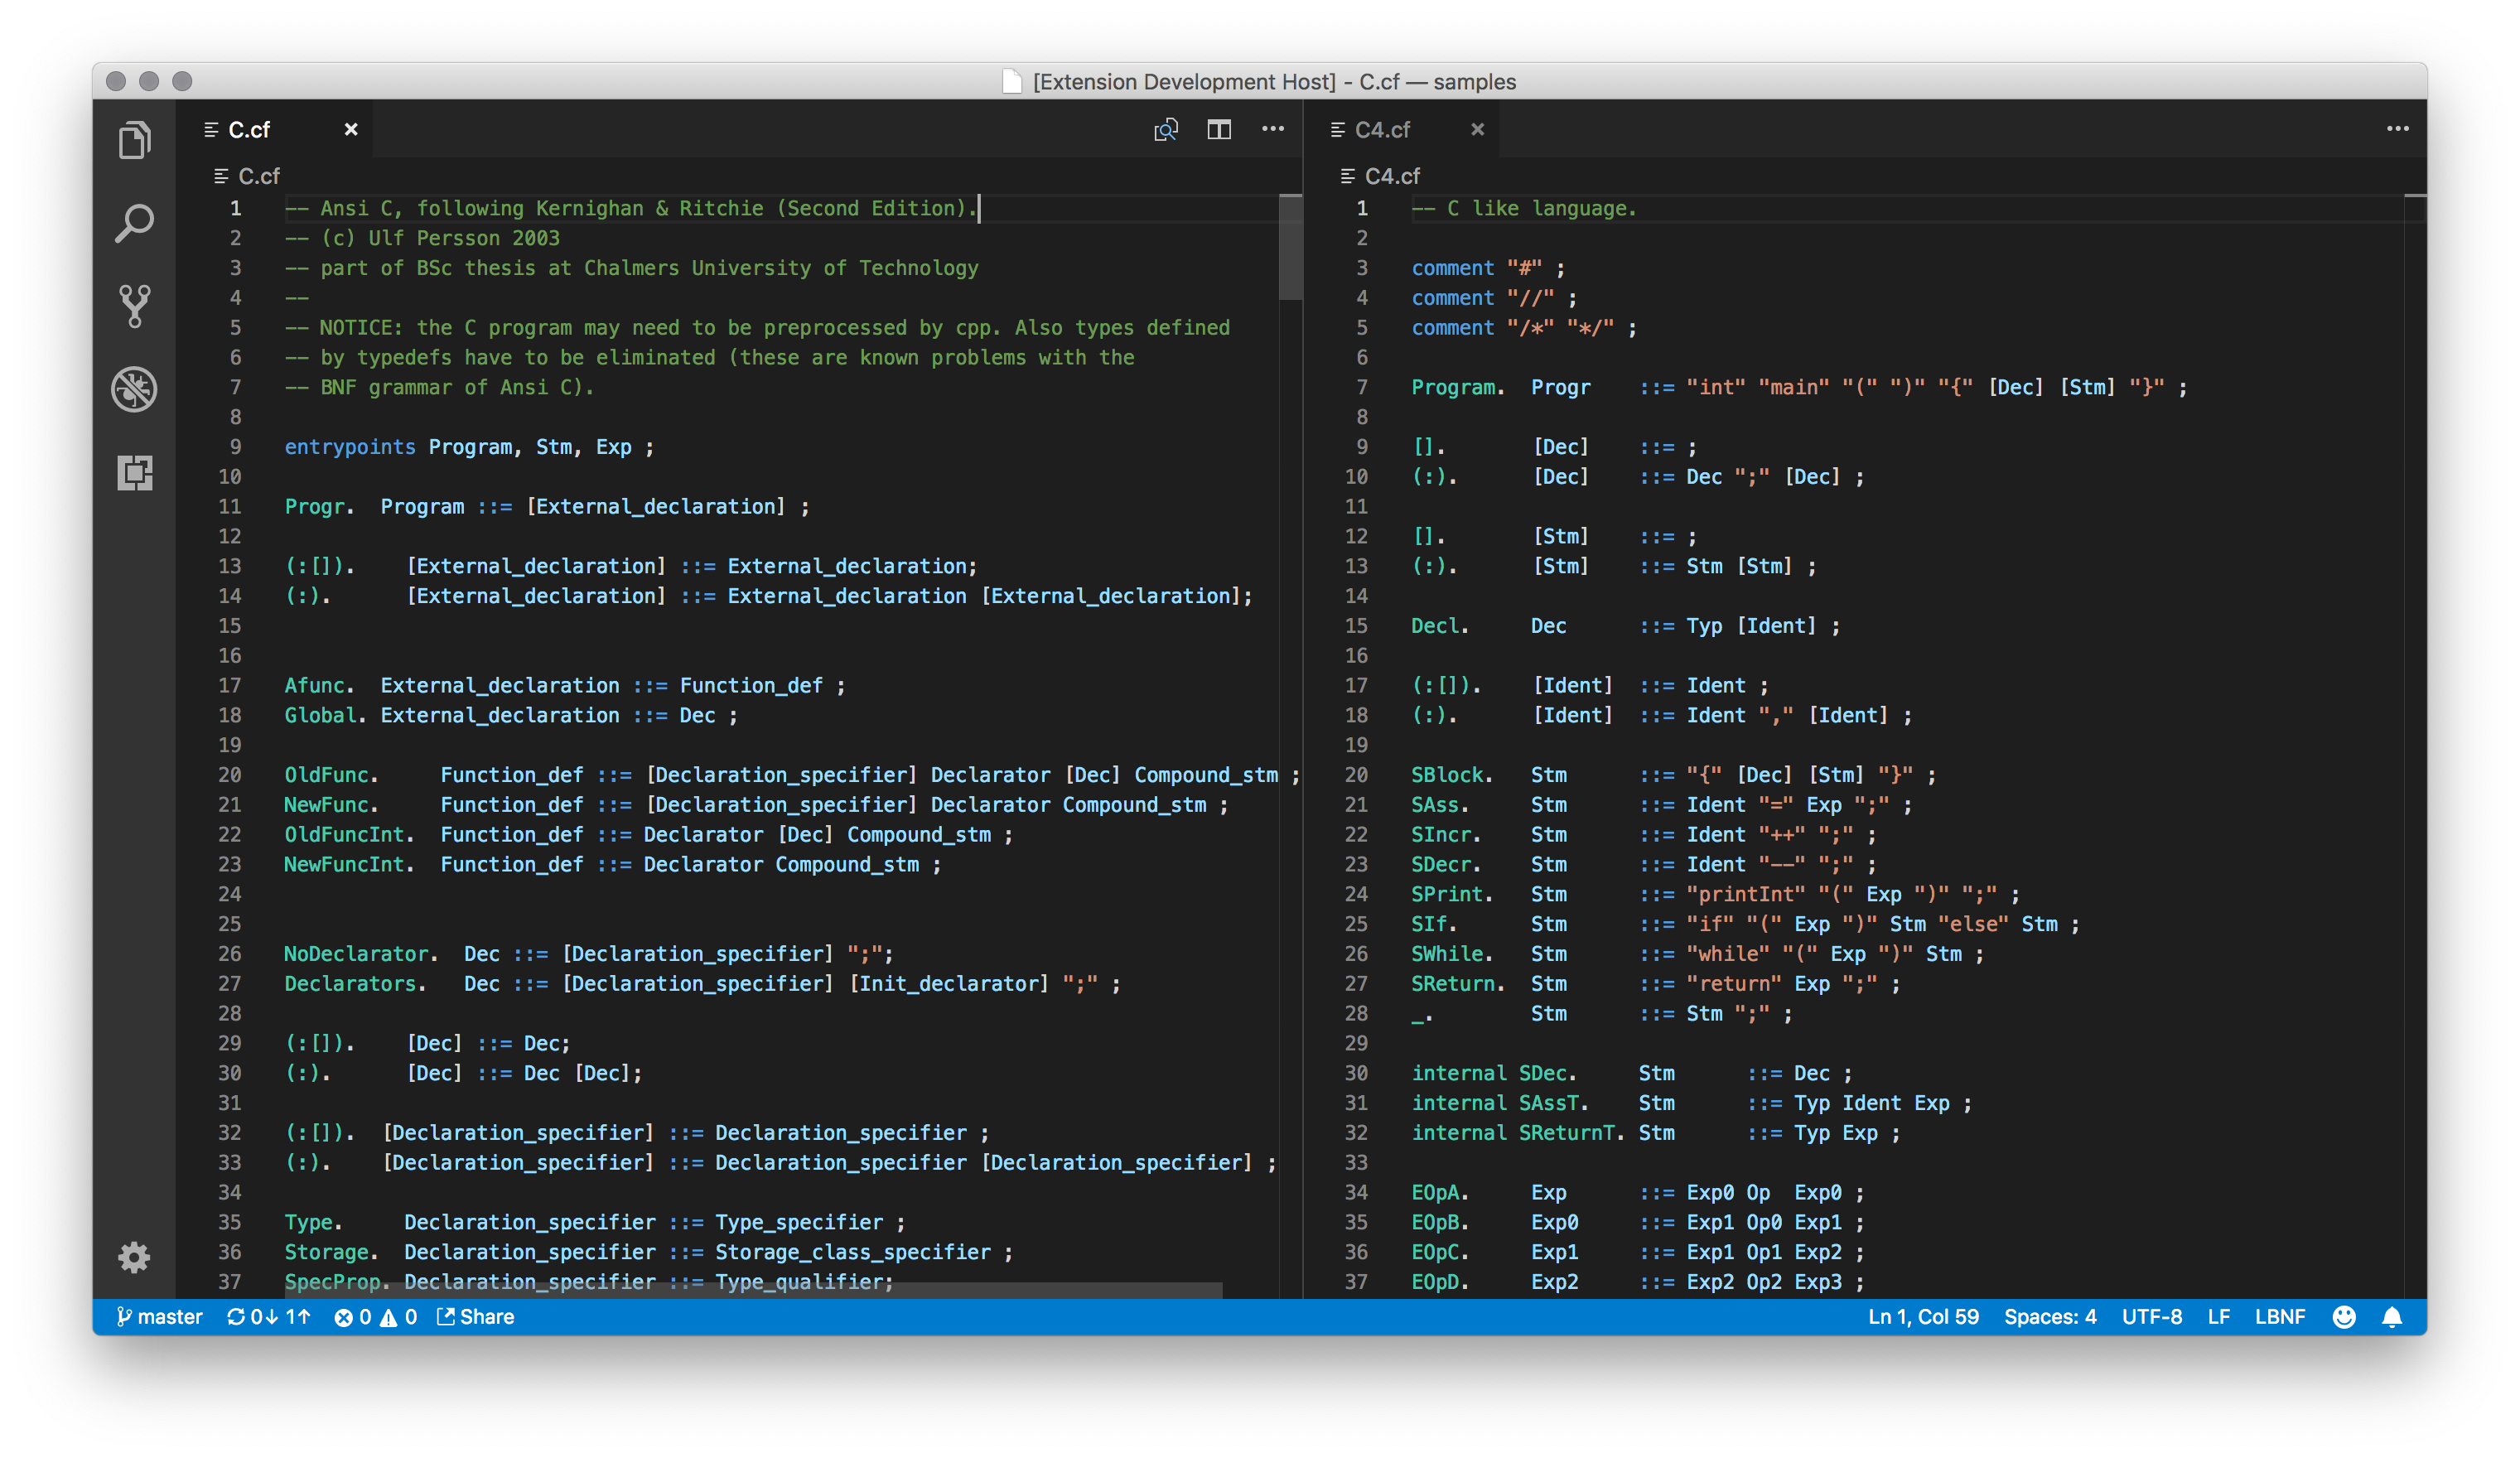 [Extension Development Host] - C.cf — samples
C.cf
C.cf
1 -- Ansi C, following Kernighan & Ritchie (Second Edition).
2 -- (c) Ulf Persson 2003
3 -- part of BSc thesis at Chalmers University of Technology
4 --
5 -- NOTICE: the C program may need to be preprocessed by cpp. Also types defined
6 -- by typedefs have to be eliminated (these are known problems with the
7 -- BNF grammar of Ansi C).
8
9 entrypoints Program, Stm, Exp ;
10
11 Progr.  Program ::= [External_declaration] ;
12
13 (:[]).    [External_declaration] ::= External_declaration;
14 (:).      [External_declaration] ::= External_declaration [External_declaration];
15
16
17 Afunc.  External_declaration ::= Function_def ;
18 Global. External_declaration ::= Dec ;
19
20 OldFunc.     Function_def ::= [Declaration_specifier] Declarator [Dec] Compound_stm ;
21 NewFunc.     Function_def ::= [Declaration_specifier] Declarator Compound_stm ;
22 OldFuncInt.  Function_def ::= Declarator [Dec] Compound_stm ;
23 NewFuncInt.  Function_def ::= Declarator Compound_stm ;
24
25
26 NoDeclarator.  Dec ::= [Declaration_specifier] ";";
27 Declarators.   Dec ::= [Declaration_specifier] [Init_declarator] ";" ;
28
29 (:[]).    [Dec] ::= Dec;
30 (:).      [Dec] ::= Dec [Dec];
31
32 (:[]).  [Declaration_specifier] ::= Declaration_specifier ;
33 (:).    [Declaration_specifier] ::= Declaration_specifier [Declaration_specifier] ;
34
35 Type.     Declaration_specifier ::= Type_specifier ;
36 Storage.  Declaration_specifier ::= Storage_class_specifier ;
37 SpecProp. Declaration_specifier ::= Type_qualifier;
C4.cf
C4.cf
1 -- C like language.
2
3 comment "#" ;
4 comment "//" ;
5 comment "/*" "*/" ;
6
7 Program.  Progr    ::= "int" "main" "(" ")" "{" [Dec] [Stm] "}" ;
8
9 [].       [Dec]    ::= ;
10 (:).      [Dec]    ::= Dec ";" [Dec] ;
11
12 [].       [Stm]    ::= ;
13 (:).      [Stm]    ::= Stm [Stm] ;
14
15 Decl.     Dec      ::= Typ [Ident] ;
16
17 (:[]).    [Ident]  ::= Ident ;
18 (:).      [Ident]  ::= Ident "," [Ident] ;
19
20 SBlock.   Stm      ::= "{" [Dec] [Stm] "}" ;
21 SAss.     Stm      ::= Ident "=" Exp ";" ;
22 SIncr.    Stm      ::= Ident "++" ";" ;
23 SDecr.    Stm      ::= Ident "--" ";" ;
24 SPrint.   Stm      ::= "printInt" "(" Exp ")" ";" ;
25 SIf.      Stm      ::= "if" "(" Exp ")" Stm "else" Stm ;
26 SWhile.   Stm      ::= "while" "(" Exp ")" Stm ;
27 SReturn.  Stm      ::= "return" Exp ";" ;
28 _.        Stm      ::= Stm ";" ;
29
30 internal SDec.     Stm      ::= Dec ;
31 internal SAssT.    Stm      ::= Typ Ident Exp ;
32 internal SReturnT. Stm      ::= Typ Exp ;
33
34 EOpA.     Exp      ::= Exp0 Op  Exp0 ;
35 EOpB.     Exp0     ::= Exp1 Op0 Exp1 ;
36 EOpC.     Exp1     ::= Exp1 Op1 Exp2 ;
37 EOpD.     Exp2     ::= Exp2 Op2 Exp3 ;
master 0↓ 1↑ 0 0 Share Ln 1, Col 59 Spaces: 4 UTF-8 LF LBNF